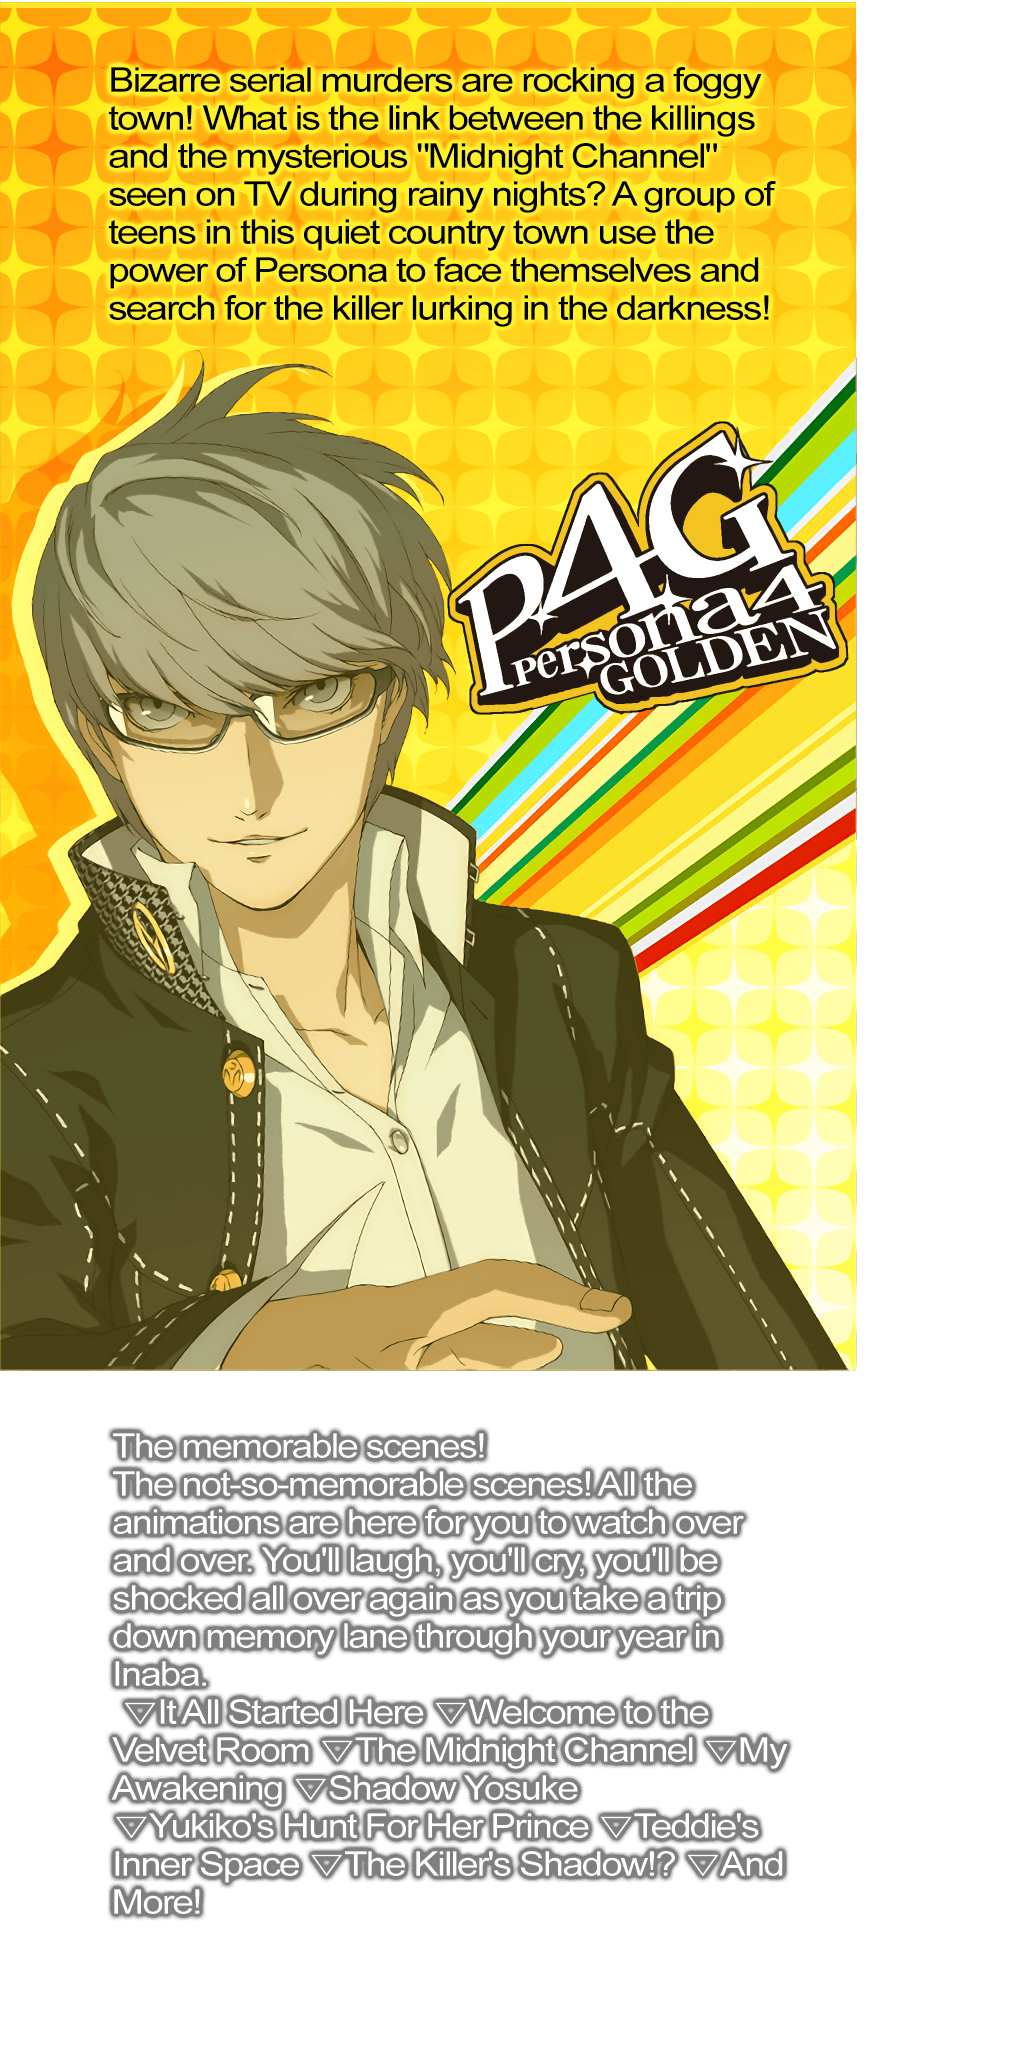 Bizarre serial murders are rocking a foggy
town! What is the link between the killings
and the mysterious "Midnight Channel"
seen on TV during rainy nights? A group of
teens in this quiet country town use the
power of Persona to face themselves and
search for the killer lurking in the darkness!
P4G
Persona4
GOLDEN
The memorable scenes!
The not-so-memorable scenes! All the
animations are here for you to watch over
and over. You'll laugh, you'll cry, you'll be
shocked all over again as you take a trip
down memory lane through your year in
Inaba.
▽It All Started Here ▽Welcome to the
Velvet Room ▽The Midnight Channel ▽My
Awakening ▽Shadow Yosuke
▽Yukiko's Hunt For Her Prince ▽Teddie's
Inner Space ▽The Killer's Shadow!? ▽And
More!